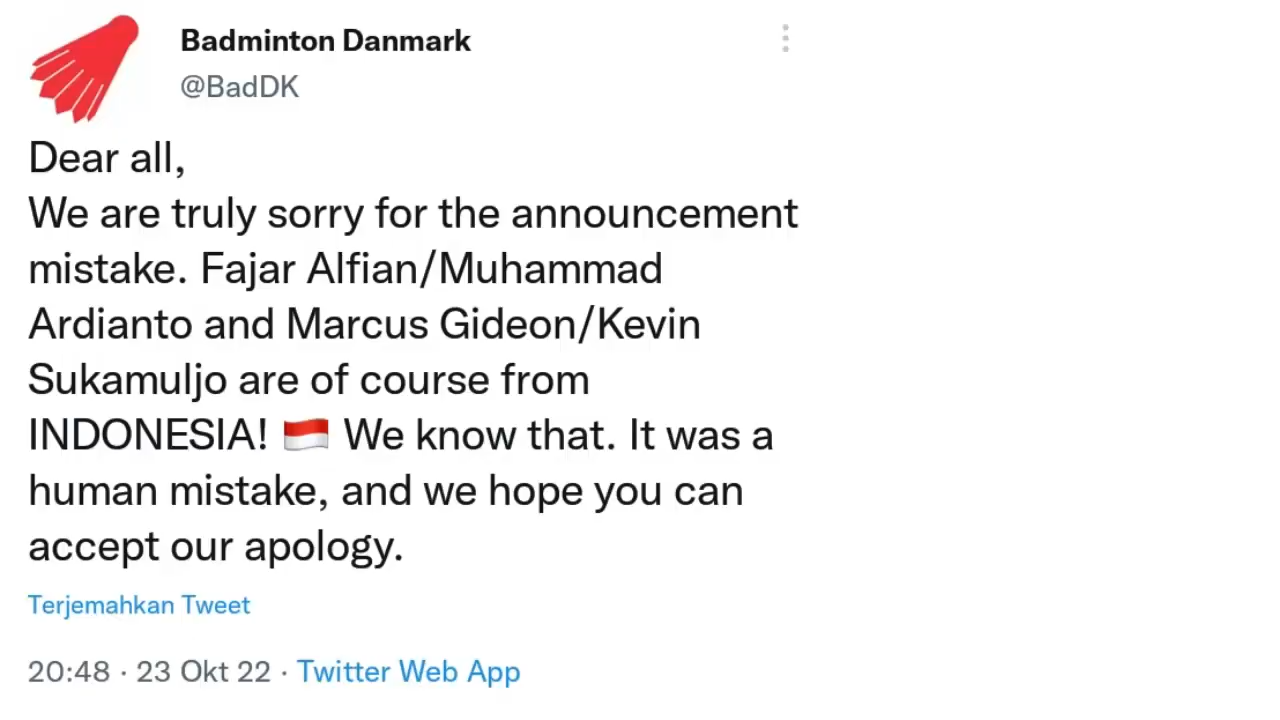 Badminton Danmark
@BadDK
Dear all,
We are truly sorry for the announcement
mistake. Fajar Alfian/Muhammad
Ardianto and Marcus Gideon/Kevin
Sukamuljo are of course from
INDONESIA! 🇮🇩 We know that. It was a
human mistake, and we hope you can
accept our apology.
Terjemahkan Tweet
20:48 · 23 Okt 22 · Twitter Web App